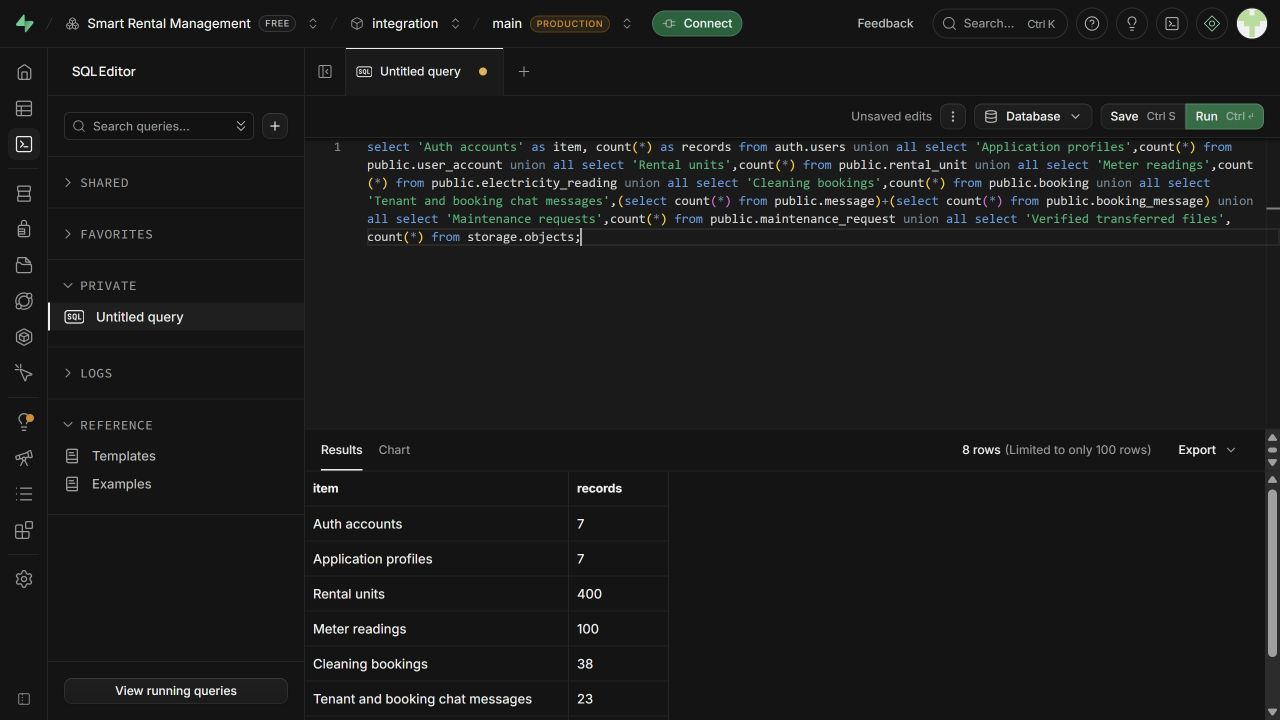 Smart Rental Management FREE integration main PRODUCTION Connect Feedback Search... Ctrl K
SQL Editor
SQL Untitled query
Search queries...
Unsaved edits Database Save Ctrl S Run Ctrl ↵
SHARED
FAVORITES
PRIVATE
SQL Untitled query
LOGS
REFERENCE
Templates
Examples
View running queries
1 select 'Auth accounts' as item, count(*) as records from auth.users union all select 'Application profiles',count(*) from
public.user_account union all select 'Rental units',count(*) from public.rental_unit union all select 'Meter readings',count
(*) from public.electricity_reading union all select 'Cleaning bookings',count(*) from public.booking union all select
'Tenant and booking chat messages',(select count(*) from public.message)+(select count(*) from public.booking_message) union
all select 'Maintenance requests',count(*) from public.maintenance_request union all select 'Verified transferred files',
count(*) from storage.objects;
Results Chart 8 rows (Limited to only 100 rows) Export
item records
Auth accounts 7
Application profiles 7
Rental units 400
Meter readings 100
Cleaning bookings 38
Tenant and booking chat messages 23